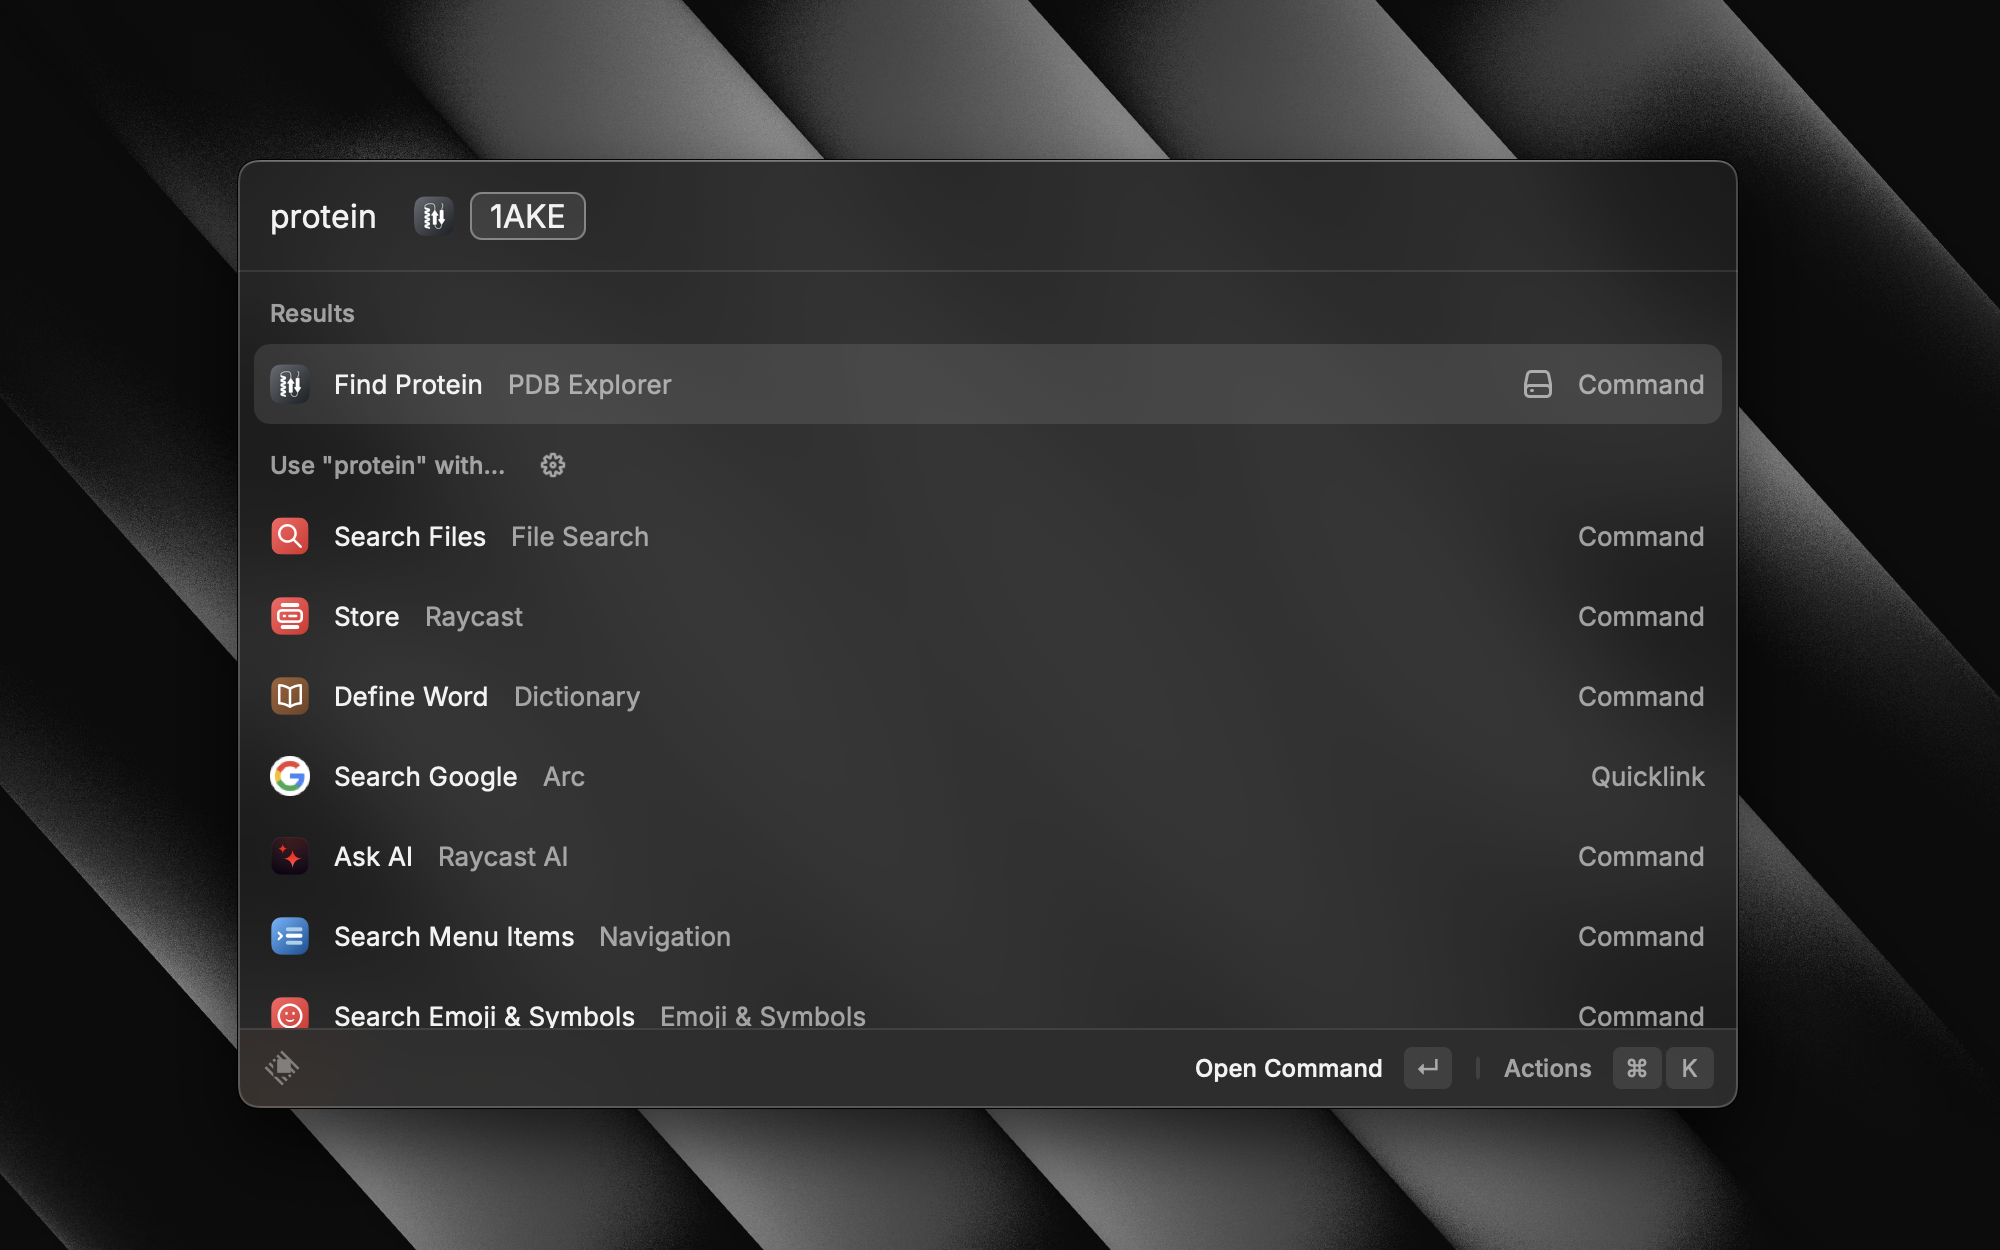 protein 1AKE
Results
Find Protein PDB Explorer Command
Use "protein" with...
Search Files File Search Command
Store Raycast Command
Define Word Dictionary Command
Search Google Arc Quicklink
Ask AI Raycast AI Command
Search Menu Items Navigation Command
Search Emoji & Symbols Emoji & Symbols Command
Open Command ↵ | Actions ⌘ K